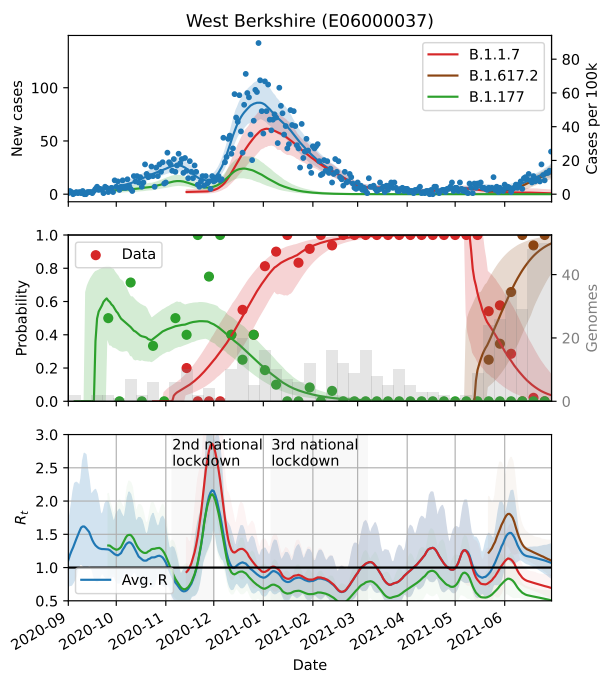 West Berkshire (E06000037)
New cases
100
50
0
B.1.1.7
B.1.617.2
B.1.177
80
60
40
20
0
Cases per 100k
Probability
1.0
0.8
0.6
0.4
0.2
0.0
Data
40
20
0
Genomes
R_t
3.0
2.5
2.0
1.5
1.0
0.5
2nd national
lockdown
3rd national
lockdown
Avg. R
2020-09
2020-10
2020-11
2020-12
2021-01
2021-02
2021-03
2021-04
2021-05
2021-06
Date